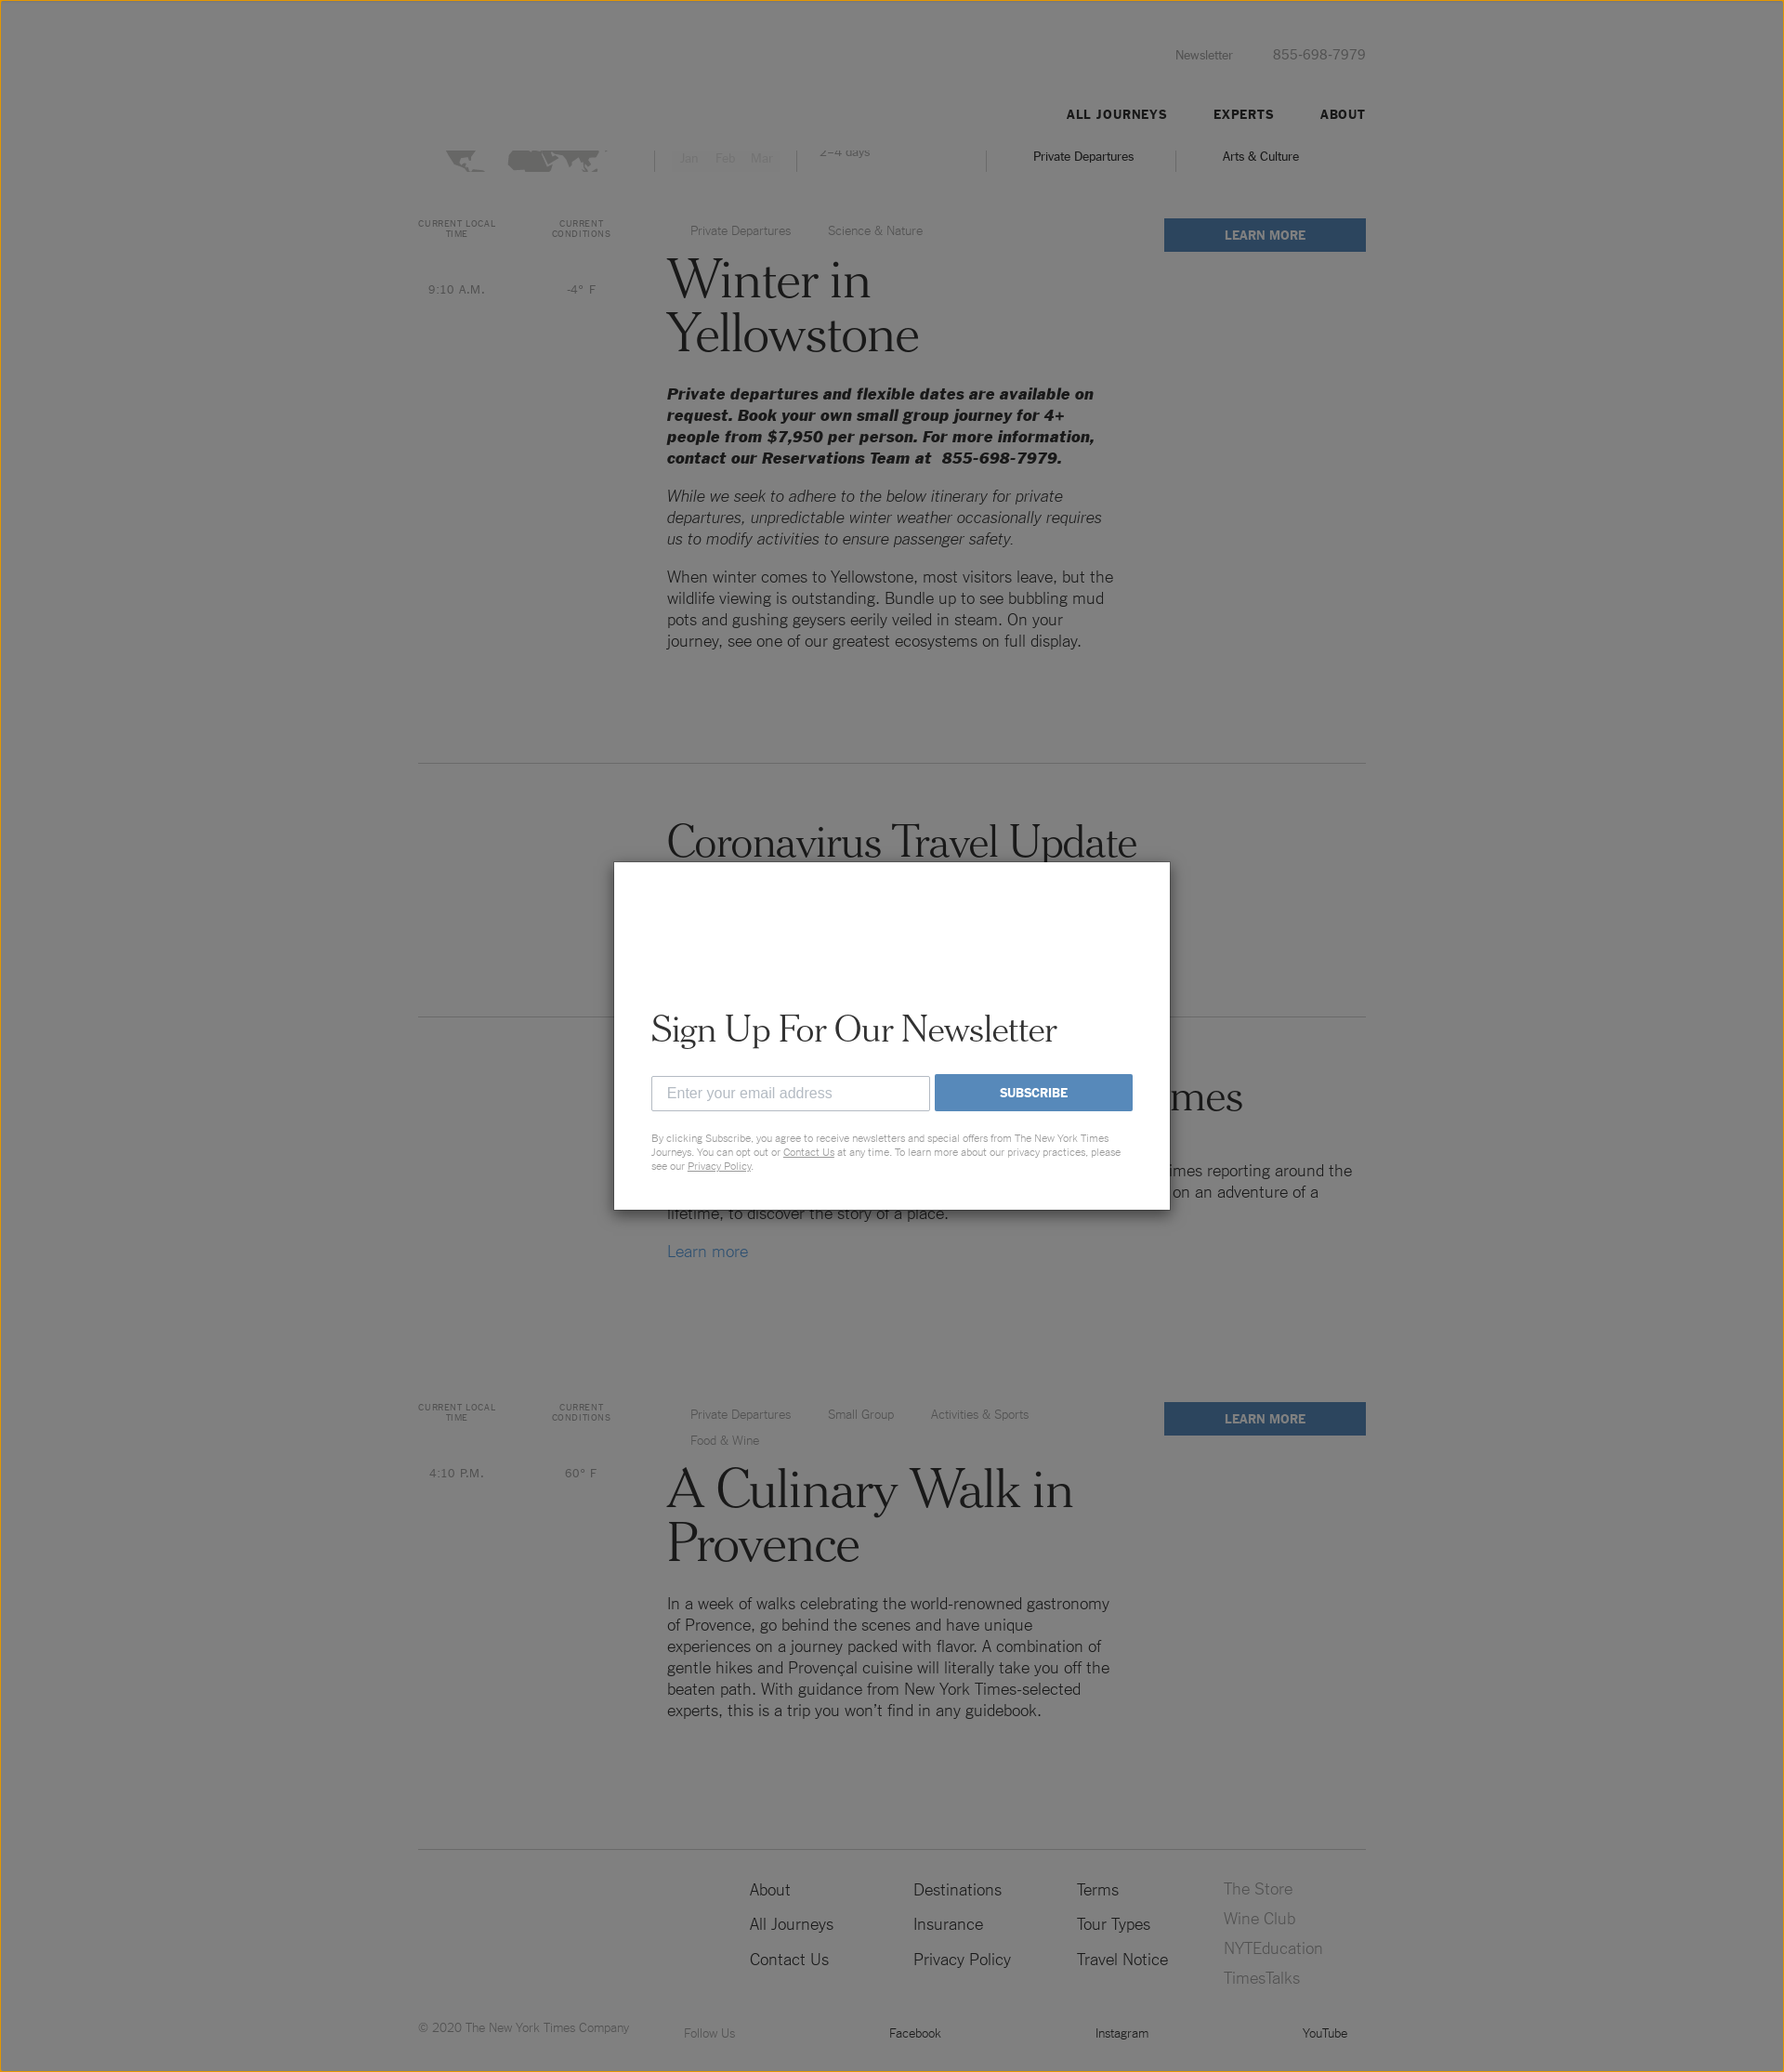 Newsletter
855-698-7979
ALL JOURNEYS
EXPERTS
ABOUT
Jan Feb Mar
2–4 days
Private Departures
Arts & Culture
CURRENT LOCAL
TIME
CURRENT
CONDITIONS
9:10 A.M.
-4° F
Private Departures
Science & Nature
LEARN MORE
Winter in
Yellowstone
Private departures and flexible dates are available on
request. Book your own small group journey for 4+
people from $7,950 per person. For more information,
contact our Reservations Team at 855-698-7979.
While we seek to adhere to the below itinerary for private
departures, unpredictable winter weather occasionally requires
us to modify activities to ensure passenger safety.
When winter comes to Yellowstone, most visitors leave, but the
wildlife viewing is outstanding. Bundle up to see bubbling mud
pots and gushing geysers eerily veiled in steam. On your
journey, see one of our greatest ecosystems on full display.
Coronavirus Travel Update
Sign Up For Our Newsletter
Enter your email address
SUBSCRIBE
By clicking Subscribe, you agree to receive newsletters and special offers from The New York Times
Journeys. You can opt out or Contact Us at any time. To learn more about our privacy practices, please
see our Privacy Policy.
mes
imes reporting around the
on an adventure of a
lifetime, to discover the story of a place.
Learn more
CURRENT LOCAL
TIME
CURRENT
CONDITIONS
4:10 P.M.
60° F
Private Departures
Small Group
Activities & Sports
Food & Wine
LEARN MORE
A Culinary Walk in
Provence
In a week of walks celebrating the world-renowned gastronomy
of Provence, go behind the scenes and have unique
experiences on a journey packed with flavor. A combination of
gentle hikes and Provençal cuisine will literally take you off the
beaten path. With guidance from New York Times-selected
experts, this is a trip you won’t find in any guidebook.
About
All Journeys
Contact Us
Destinations
Insurance
Privacy Policy
Terms
Tour Types
Travel Notice
The Store
Wine Club
NYTEducation
TimesTalks
© 2020 The New York Times Company
Follow Us
Facebook
Instagram
YouTube